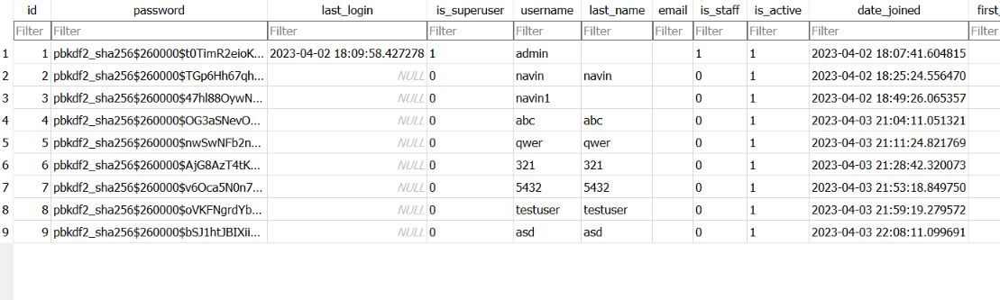 id password last_login is_superuser username last_name email is_staff is_active date_joined first_
Filter Filter Filter Filter Filter Filter Filter Filter Filter Filter Filter
1 1 pbkdf2_sha256$260000$t0TimR2eioK... 2023-04-02 18:09:58.427278 1 admin 1 1 2023-04-02 18:07:41.604815
2 2 pbkdf2_sha256$260000$TGp6Hh67qh... NULL 0 navin navin 0 1 2023-04-02 18:25:24.556470
3 3 pbkdf2_sha256$260000$47hl88OywN... NULL 0 navin1 0 1 2023-04-02 18:49:26.065357
4 4 pbkdf2_sha256$260000$OG3aSNevO... NULL 0 abc abc 0 1 2023-04-03 21:04:11.051321
5 5 pbkdf2_sha256$260000$nwSwNFb2n... NULL 0 qwer qwer 0 1 2023-04-03 21:11:24.821769
6 6 pbkdf2_sha256$260000$AjG8AzT4tK... NULL 0 321 321 0 1 2023-04-03 21:28:42.320073
7 7 pbkdf2_sha256$260000$v6Oca5N0n7... NULL 0 5432 5432 0 1 2023-04-03 21:53:18.849750
8 8 pbkdf2_sha256$260000$oVKFNgrdYb... NULL 0 testuser testuser 0 1 2023-04-03 21:59:19.279572
9 9 pbkdf2_sha256$260000$bSJ1htJBIXii... NULL 0 asd asd 0 1 2023-04-03 22:08:11.099691